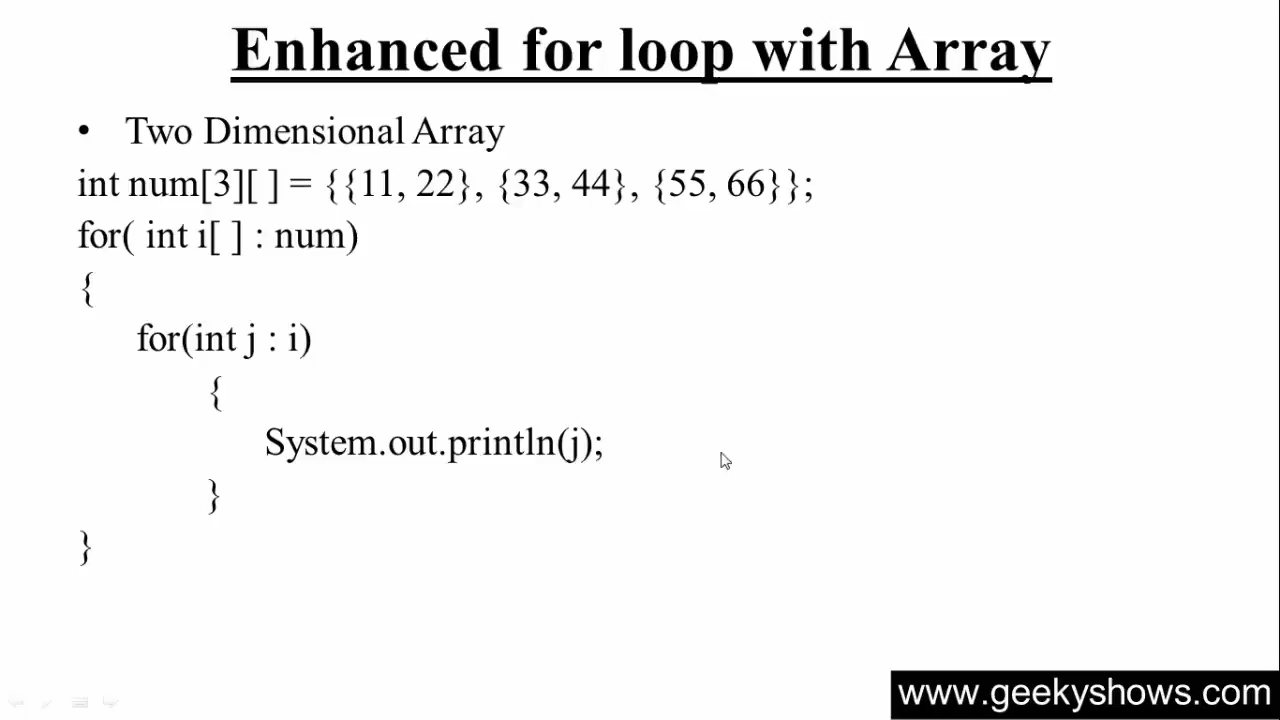 Enhanced for loop with Array
• Two Dimensional Array
int num[3][ ] = {{11, 22}, {33, 44}, {55, 66}};
for( int i[ ] : num)
{
for(int j : i)
{
System.out.println(j);
}
}
www.geekyshows.com